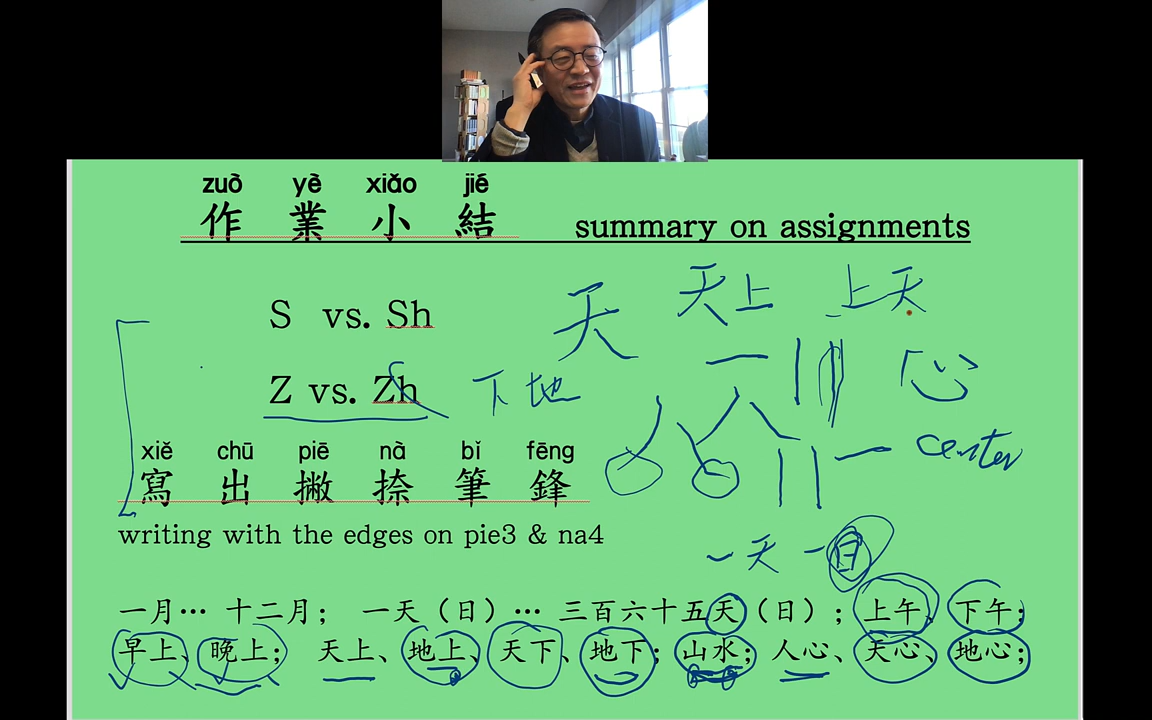 zuò yè xiǎo jié
作 業 小 結 summary on assignments
天 天上 上天
S vs. Sh
Z vs. Zh 下地 心
center
xiě chū piē nà bǐ fēng
寫 出 撇 捺 筆 鋒
writing with the edges on pie3 & na4
一天 一日
一月… 十二月; 一天（日）… 三百六十五天（日）; 上午、下午;
早上、晚上; 天上、地上、天下、地下; 山水; 人心、天心、地心;